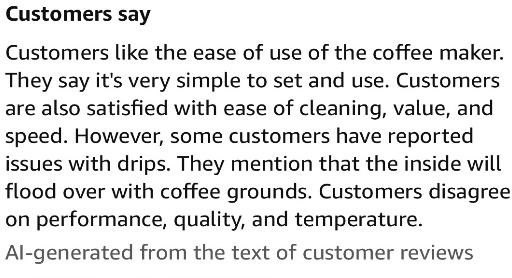 Customers say
Customers like the ease of use of the coffee maker.
They say it's very simple to set and use. Customers
are also satisfied with ease of cleaning, value, and
speed. However, some customers have reported
issues with drips. They mention that the inside will
flood over with coffee grounds. Customers disagree
on performance, quality, and temperature.
AI-generated from the text of customer reviews